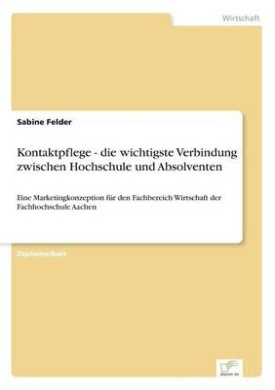 Wirtschaft
Sabine Felder
Kontaktpflege - die wichtigste Verbindung
zwischen Hochschule und Absolventen
Eine Marketingkonzeption für den Fachbereich Wirtschaft der
Fachhochschule Aachen
Diplomarbeit